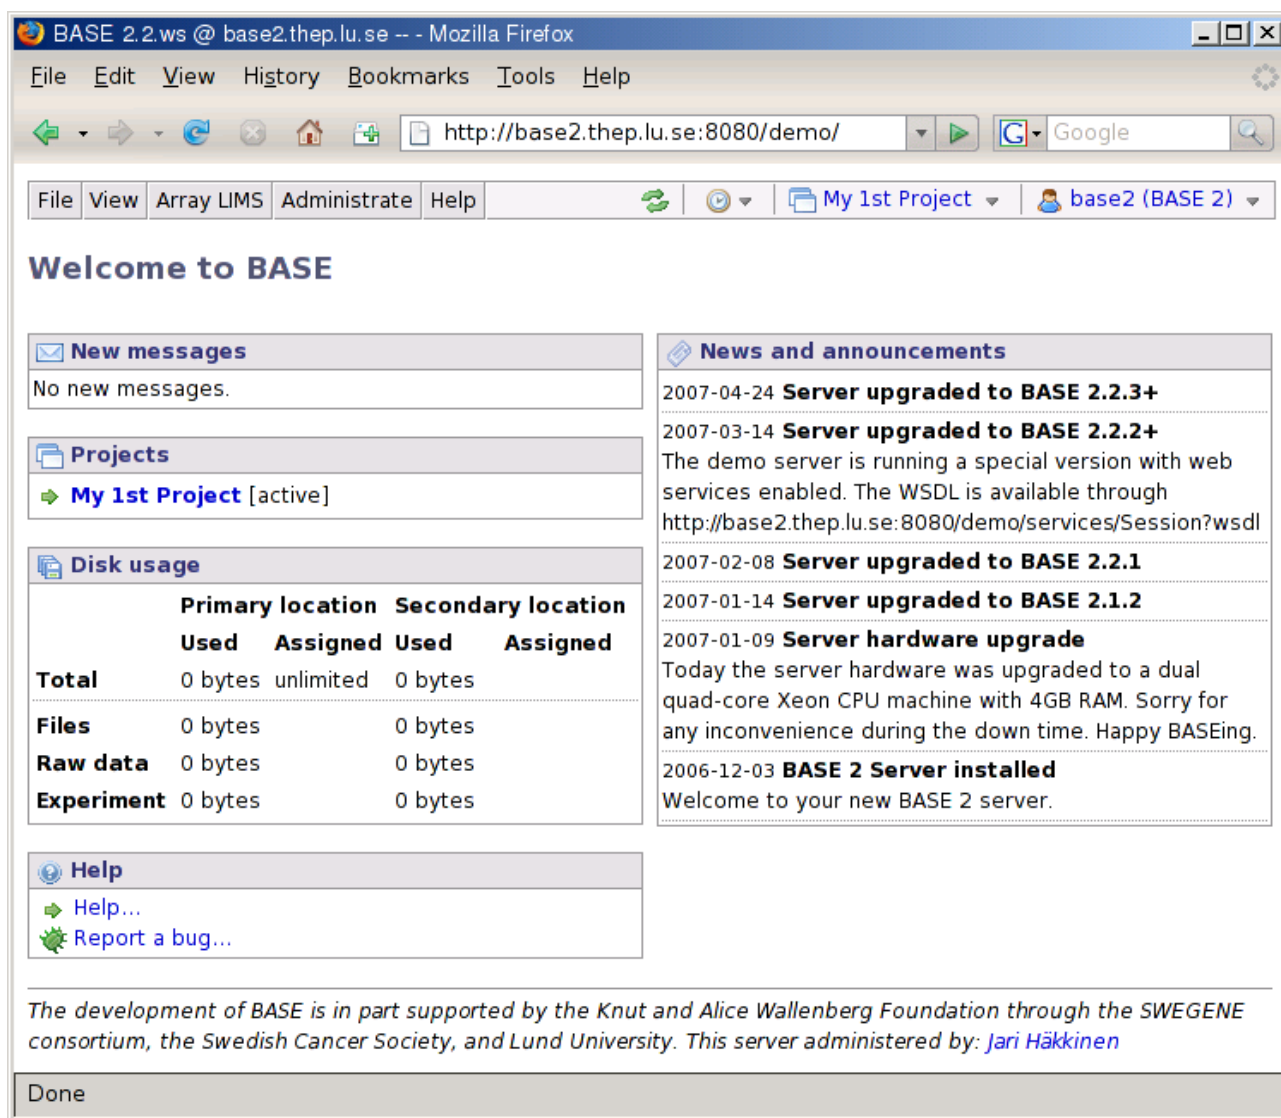 BASE 2.2.ws @ base2.thep.lu.se -- - Mozilla Firefox
File Edit View History Bookmarks Tools Help
http://base2.thep.lu.se:8080/demo/ G Google
File View Array LIMS Administrate Help My 1st Project base2 (BASE 2)
Welcome to BASE
New messages
No new messages.
Projects
My 1st Project [active]
Disk usage
Primary location Secondary location
Used Assigned Used Assigned
Total 0 bytes unlimited 0 bytes
Files 0 bytes 0 bytes
Raw data 0 bytes 0 bytes
Experiment 0 bytes 0 bytes
Help
Help...
Report a bug...
News and announcements
2007-04-24 Server upgraded to BASE 2.2.3+
2007-03-14 Server upgraded to BASE 2.2.2+
The demo server is running a special version with web
services enabled. The WSDL is available through
http://base2.thep.lu.se:8080/demo/services/Session?wsdl
2007-02-08 Server upgraded to BASE 2.2.1
2007-01-14 Server upgraded to BASE 2.1.2
2007-01-09 Server hardware upgrade
Today the server hardware was upgraded to a dual
quad-core Xeon CPU machine with 4GB RAM. Sorry for
any inconvenience during the down time. Happy BASEing.
2006-12-03 BASE 2 Server installed
Welcome to your new BASE 2 server.
The development of BASE is in part supported by the Knut and Alice Wallenberg Foundation through the SWEGENE
consortium, the Swedish Cancer Society, and Lund University. This server administered by: Jari Häkkinen
Done